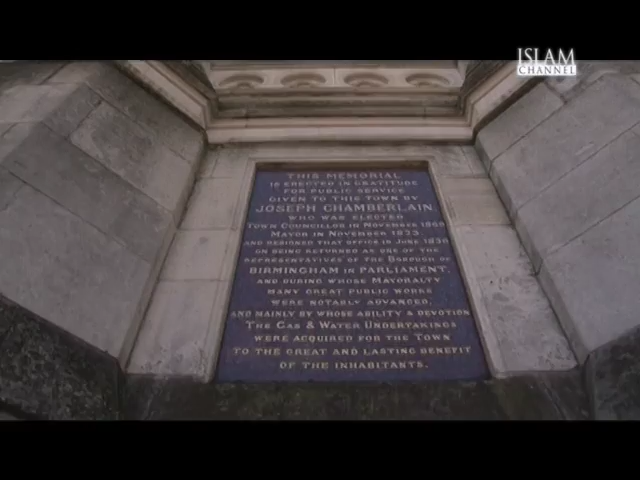 ISLAM
CHANNEL
THIS MEMORIAL
IS ERECTED IN GRATITUDE
FOR PUBLIC SERVICE
GIVEN TO THIS TOWN BY
JOSEPH CHAMBERLAIN,
WHO WAS ELECTED
TOWN COUNCILLOR IN NOVEMBER 1869
MAYOR IN NOVEMBER 1873
AND RESIGNED THAT OFFICE IN JUNE 1876
ON BEING RETURNED AS ONE OF THE
REPRESENTATIVES OF THE BOROUGH OF
BIRMINGHAM IN PARLIAMENT,
AND DURING WHOSE MAYORALTY
MANY GREAT PUBLIC WORKS
WERE NOTABLY ADVANCED,
AND MAINLY BY WHOSE ABILITY & DEVOTION
THE GAS & WATER UNDERTAKINGS
WERE ACQUIRED FOR THE TOWN
TO THE GREAT AND LASTING BENEFIT
OF THE INHABITANTS.